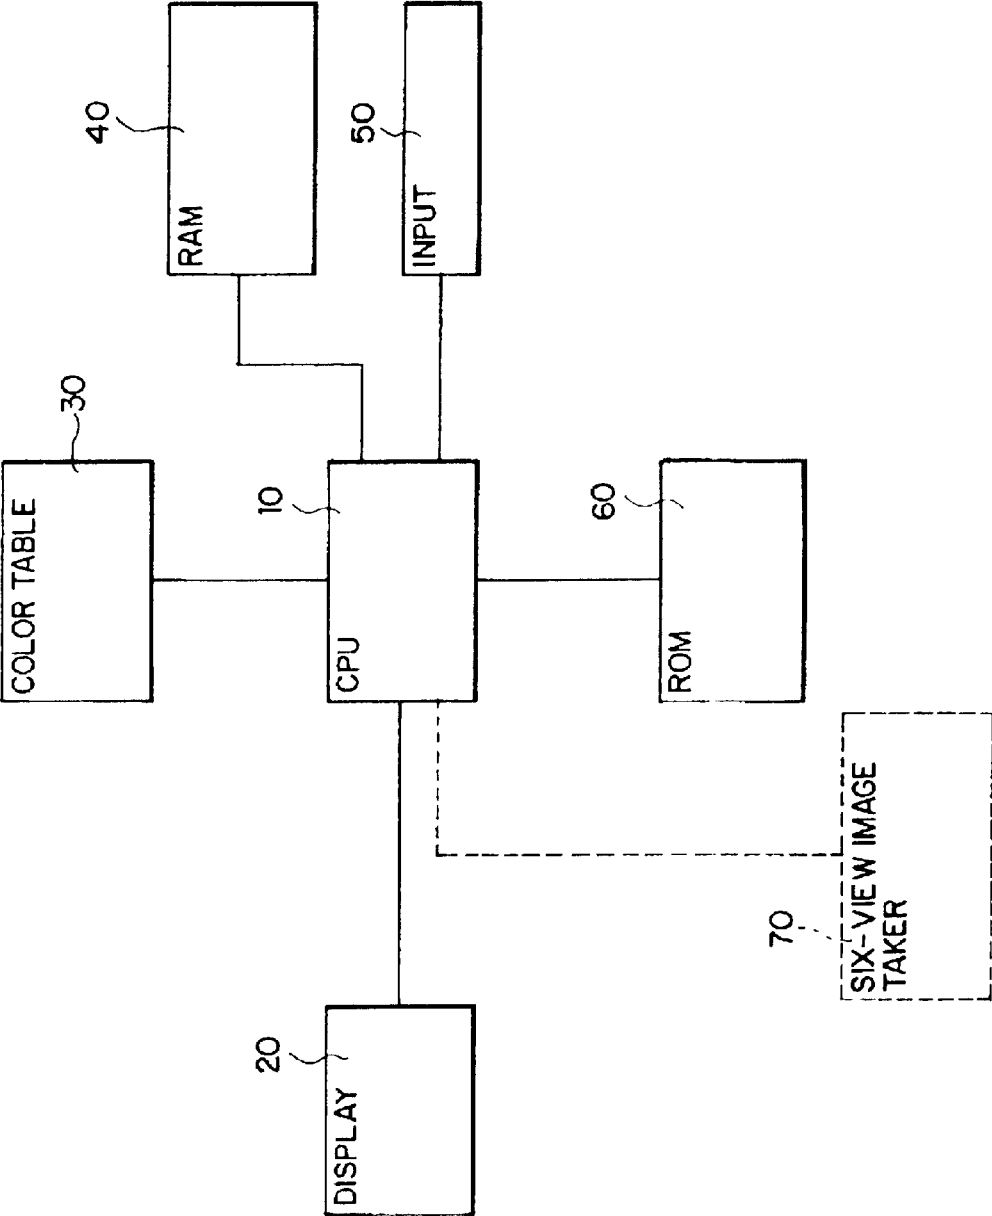 COLOR TABLE
30
RAM
40
INPUT
50
CPU
10
ROM
60
DISPLAY
20
SIX-VIEW IMAGE
TAKER
70